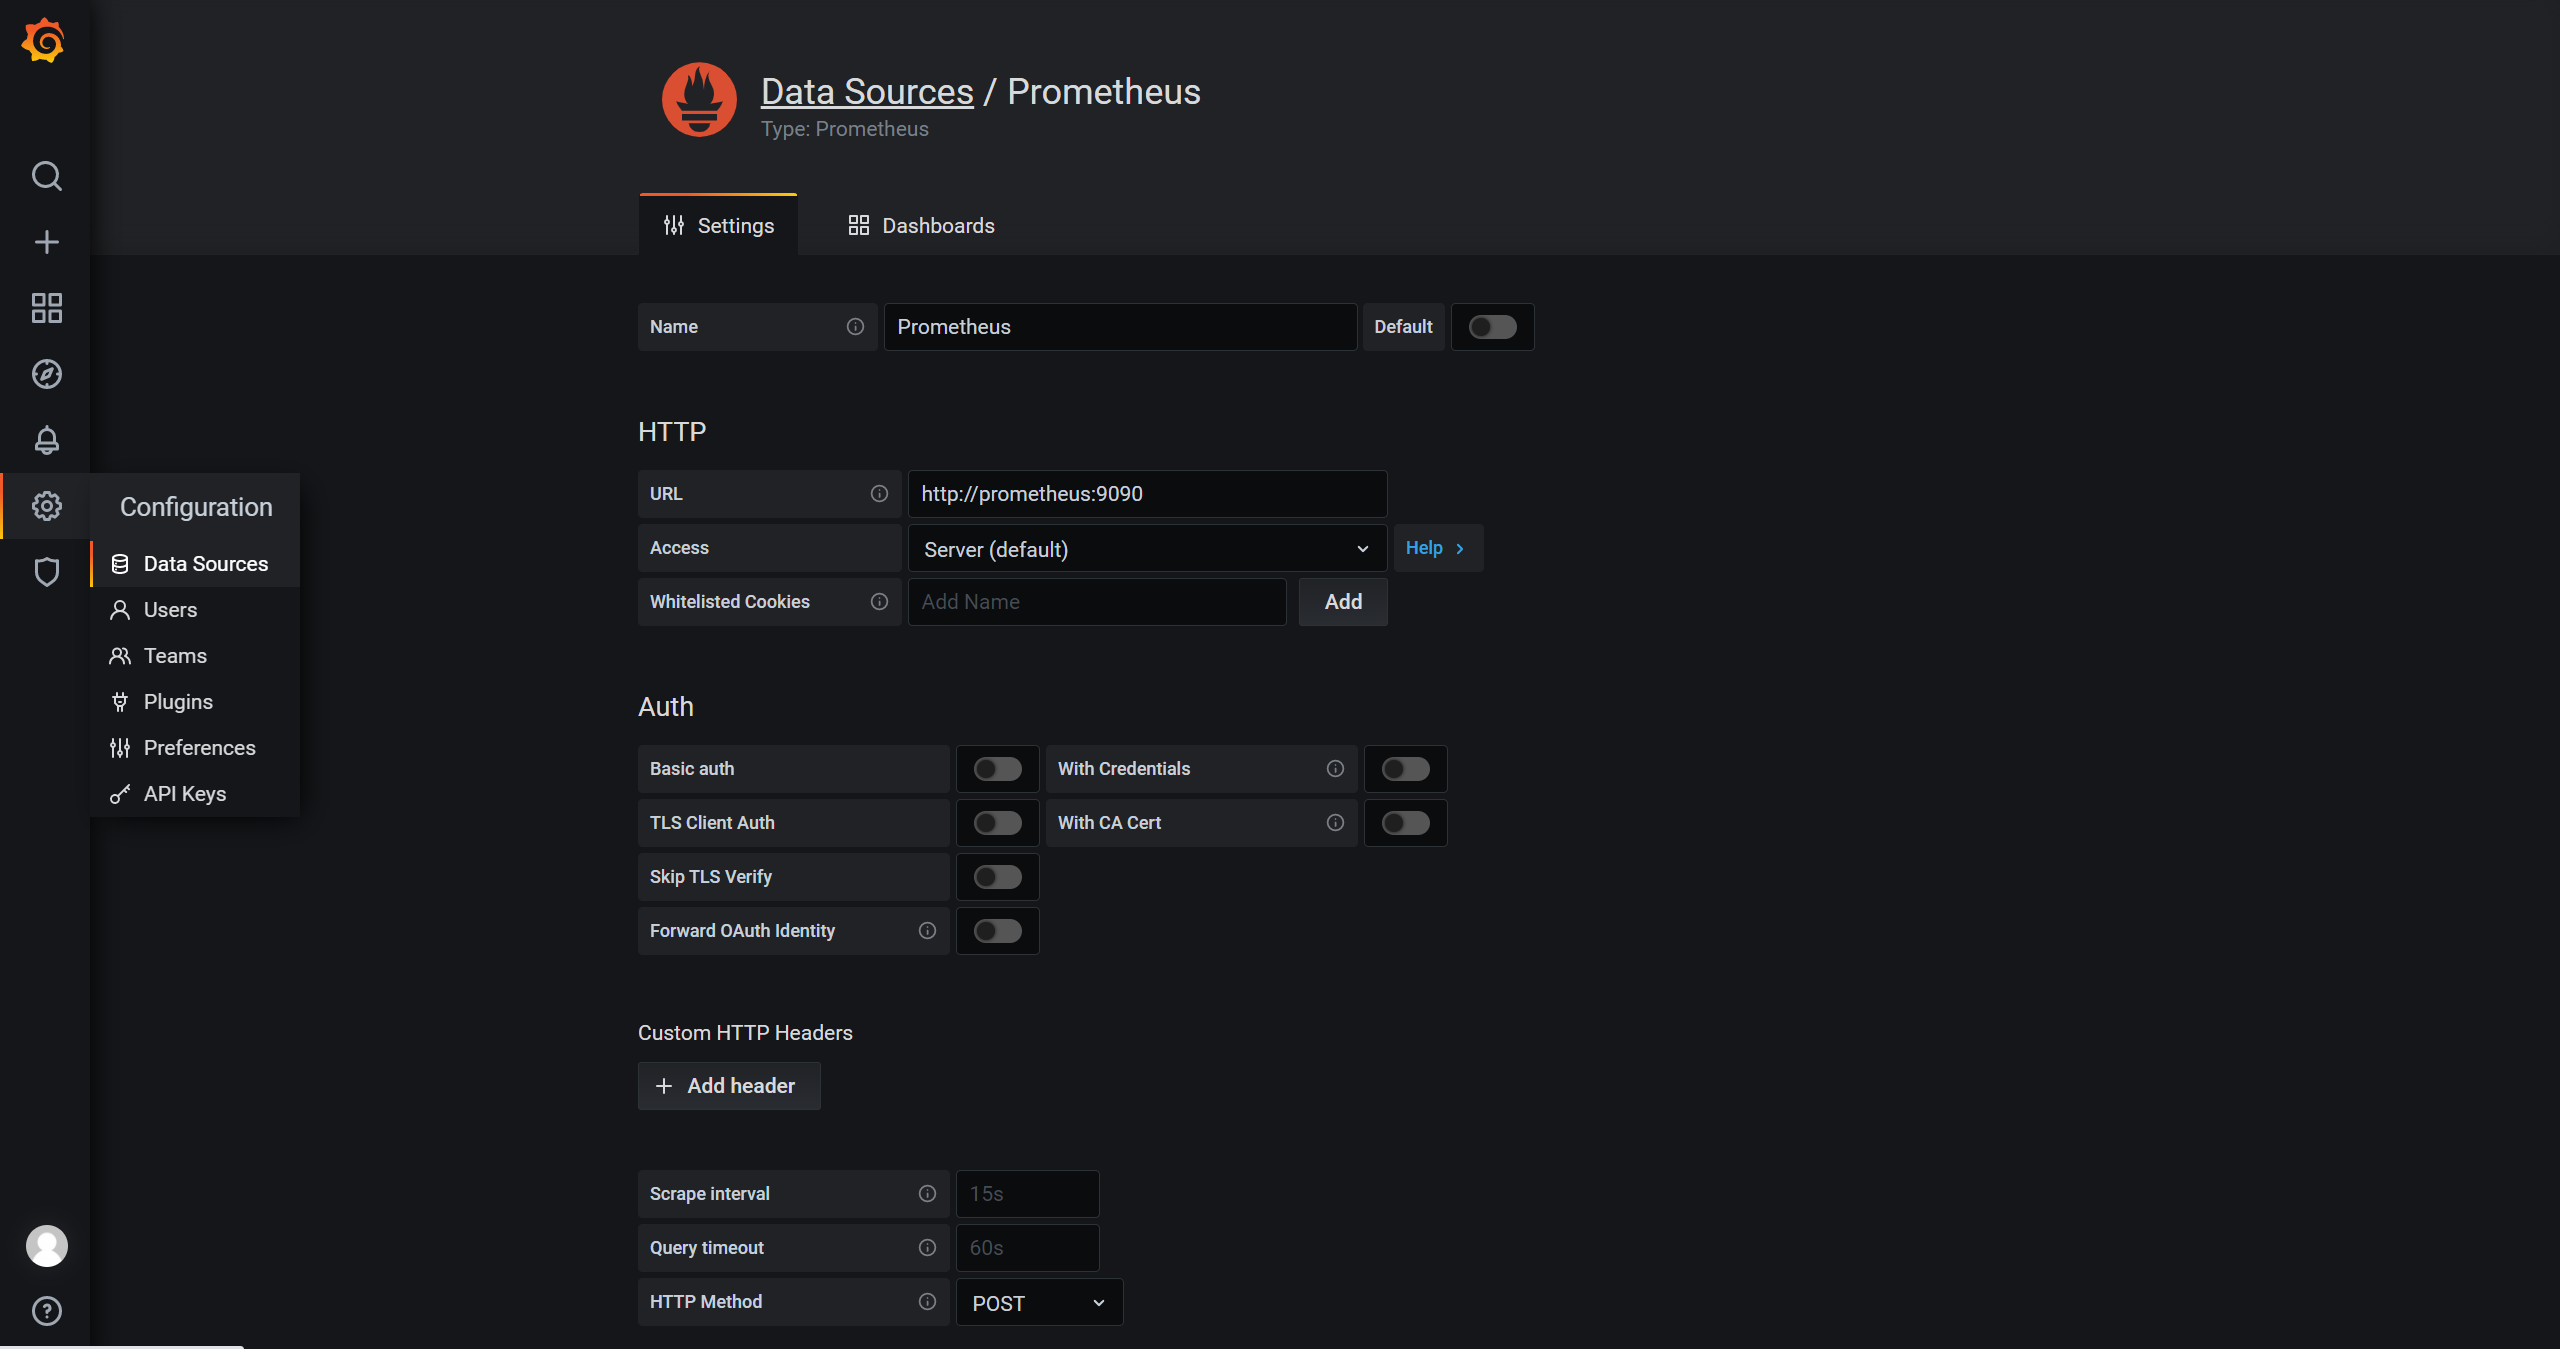 Data Sources / Prometheus
Type: Prometheus
Settings
Dashboards
Name
Prometheus
Default
HTTP
URL
http://prometheus:9090
Access
Server (default)
Help
Whitelisted Cookies
Add Name
Add
Configuration
Data Sources
Users
Teams
Plugins
Preferences
API Keys
Auth
Basic auth
With Credentials
TLS Client Auth
With CA Cert
Skip TLS Verify
Forward OAuth Identity
Custom HTTP Headers
Add header
Scrape interval
15s
Query timeout
60s
HTTP Method
POST